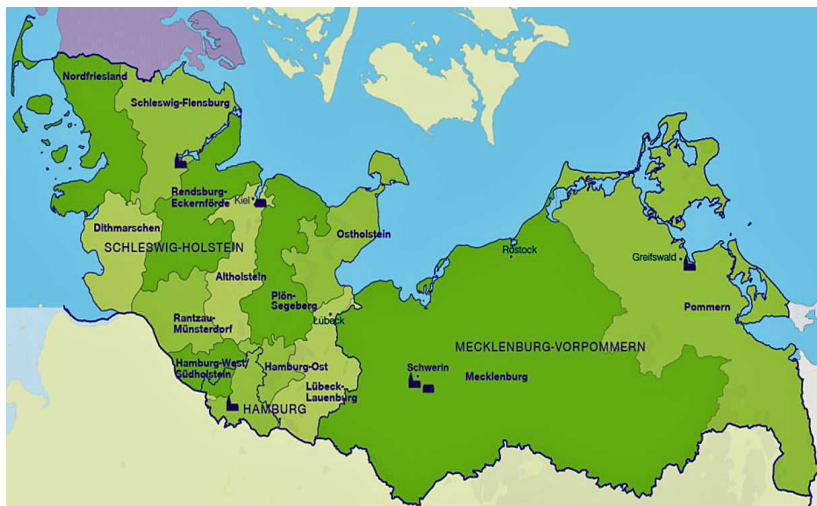 Nordfriesland
Schleswig-Flensburg
Rendsburg-
Eckernförde
Kiel
Dithmarschen
SCHLESWIG-HOLSTEIN
Ostholstein
Altholstein
Plön-
Segeberg
Rantzau-
Münsterdorf
Lübeck
Hamburg-West/
Südholstein
Hamburg-Ost
Lübeck-
Lauenburg
HAMBURG
Rostock
Greifswald
Pommern
MECKLENBURG-VORPOMMERN
Schwerin
Mecklenburg